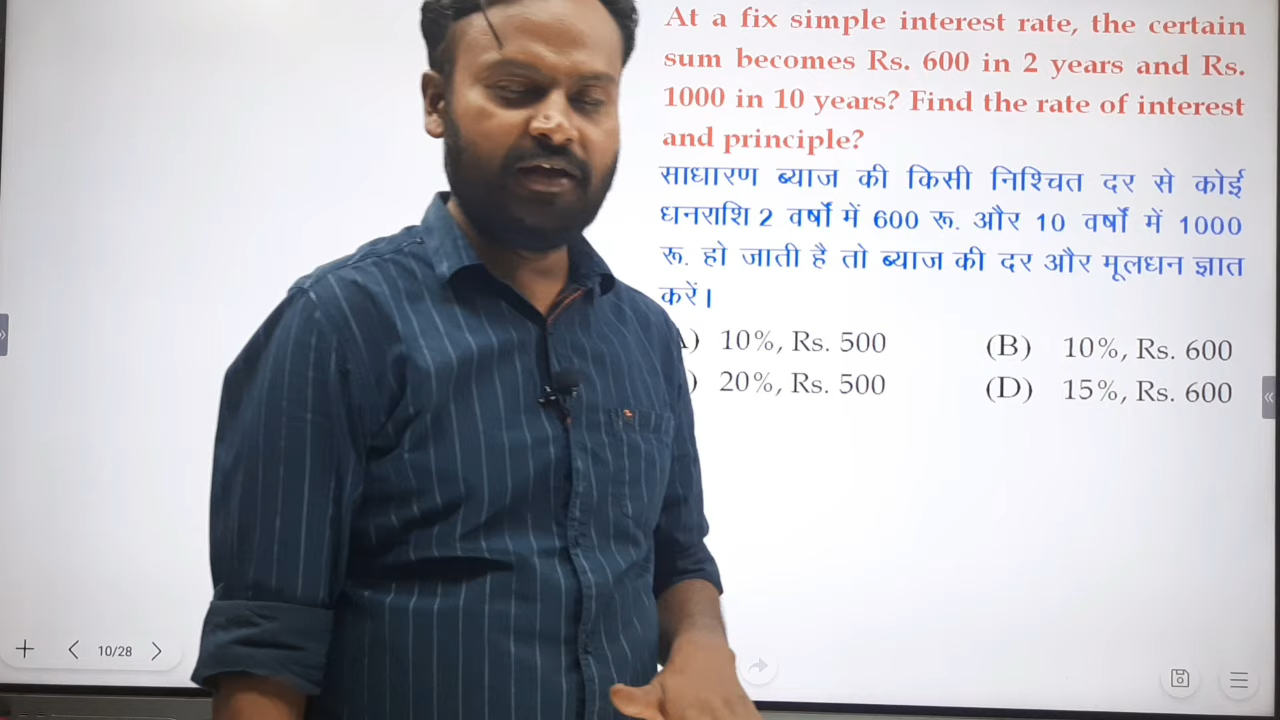 At a fix simple interest rate, the certain
sum becomes Rs. 600 in 2 years and Rs.
1000 in 10 years? Find the rate of interest
and principle?
साधारण ब्याज की किसी निश्चित दर से कोई
धनराशि 2 वर्षों में 600 रू. और 10 वर्षों में 1000
रू. हो जाती है तो ब्याज की दर और मूलधन ज्ञात
करें।
) 10%, Rs. 500 (B) 10%, Rs. 600
) 20%, Rs. 500 (D) 15%, Rs. 600
10/28